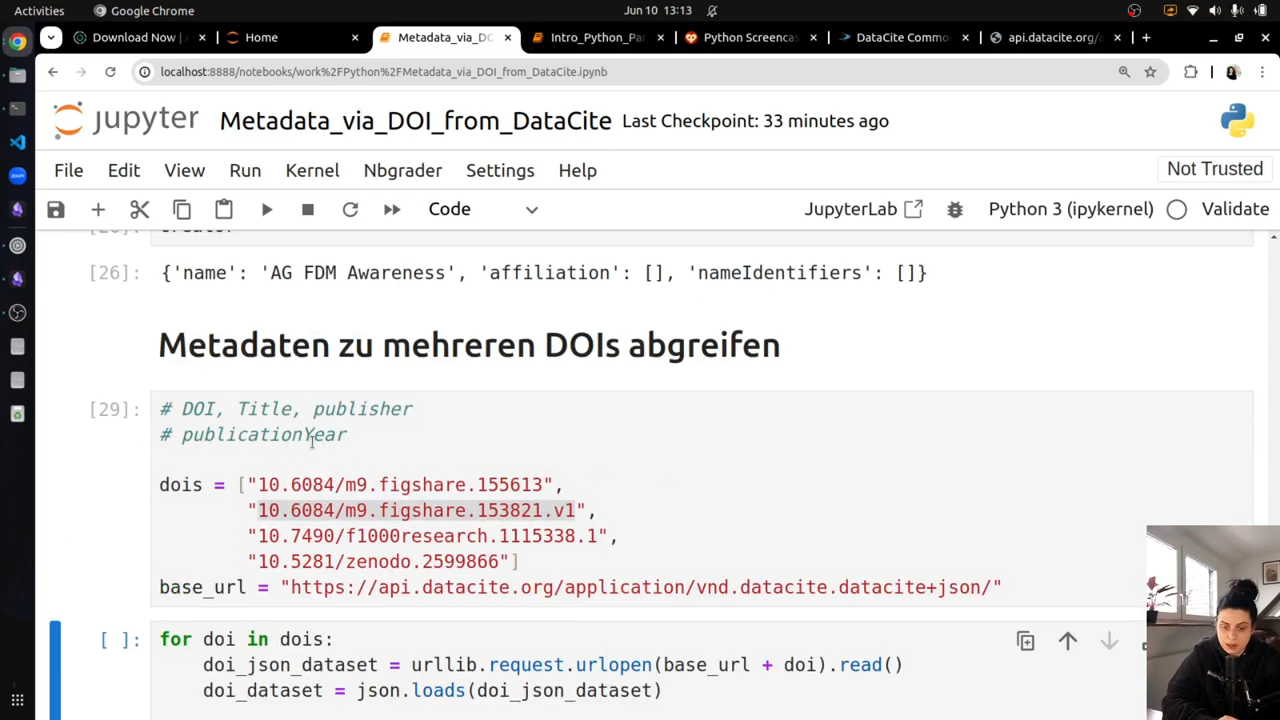 Activities
Google Chrome
Jun 10 13:13
Download Now |
Home
Metadata_via_DO
Intro_Python_Par
Python Screencas
DataCite Commo
api.datacite.org/a
localhost:8888/notebooks/work%2FPython%2FMetadata_via_DOI_from_DataCite.ipynb
jupyter
Metadata_via_DOI_from_DataCite
Last Checkpoint: 33 minutes ago
File
Edit
View
Run
Kernel
Nbgrader
Settings
Help
Not Trusted
Code
JupyterLab
Python 3 (ipykernel)
Validate
[26]:
{'name': 'AG FDM Awareness', 'affiliation': [], 'nameIdentifiers': []}
Metadaten zu mehreren DOIs abgreifen
[29]:
# DOI, Title, publisher
# publicationYear
dois = ["10.6084/m9.figshare.155613",
"10.6084/m9.figshare.153821.v1",
"10.7490/f1000research.1115338.1",
"10.5281/zenodo.2599866"]
base_url = "https://api.datacite.org/application/vnd.datacite.datacite+json/"
[ ]:
for doi in dois:
doi_json_dataset = urllib.request.urlopen(base_url + doi).read()
doi_dataset = json.loads(doi_json_dataset)